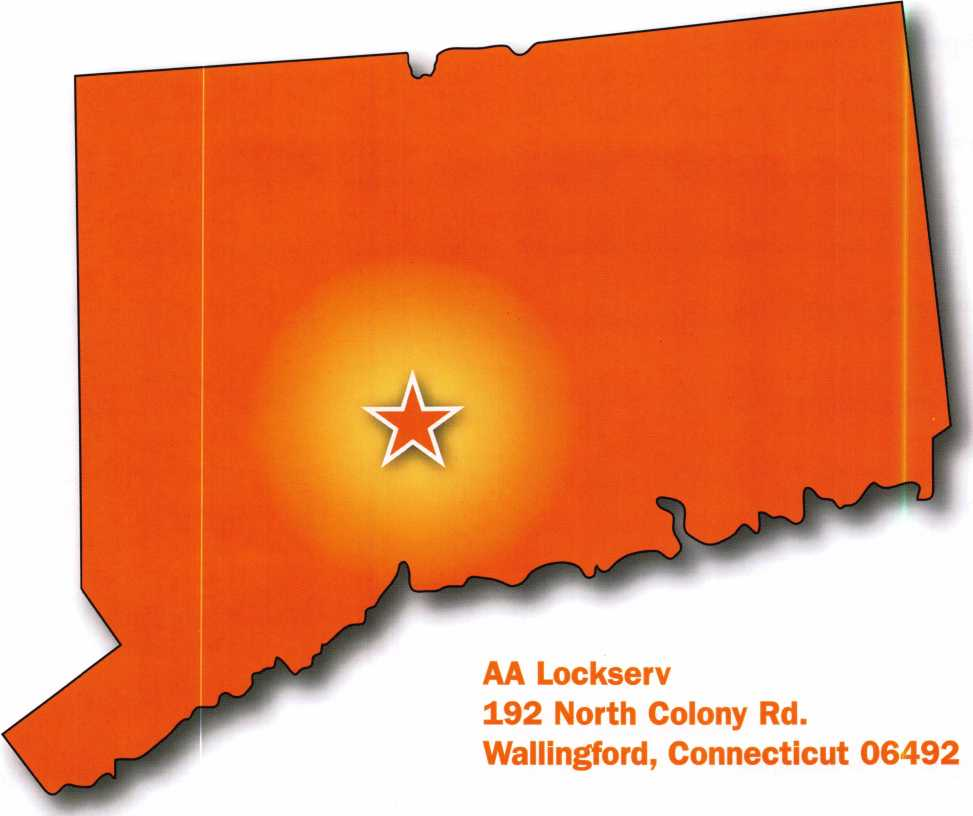 AA Lockserv
192 North Colony Rd.
Wallingford, Connecticut 06492